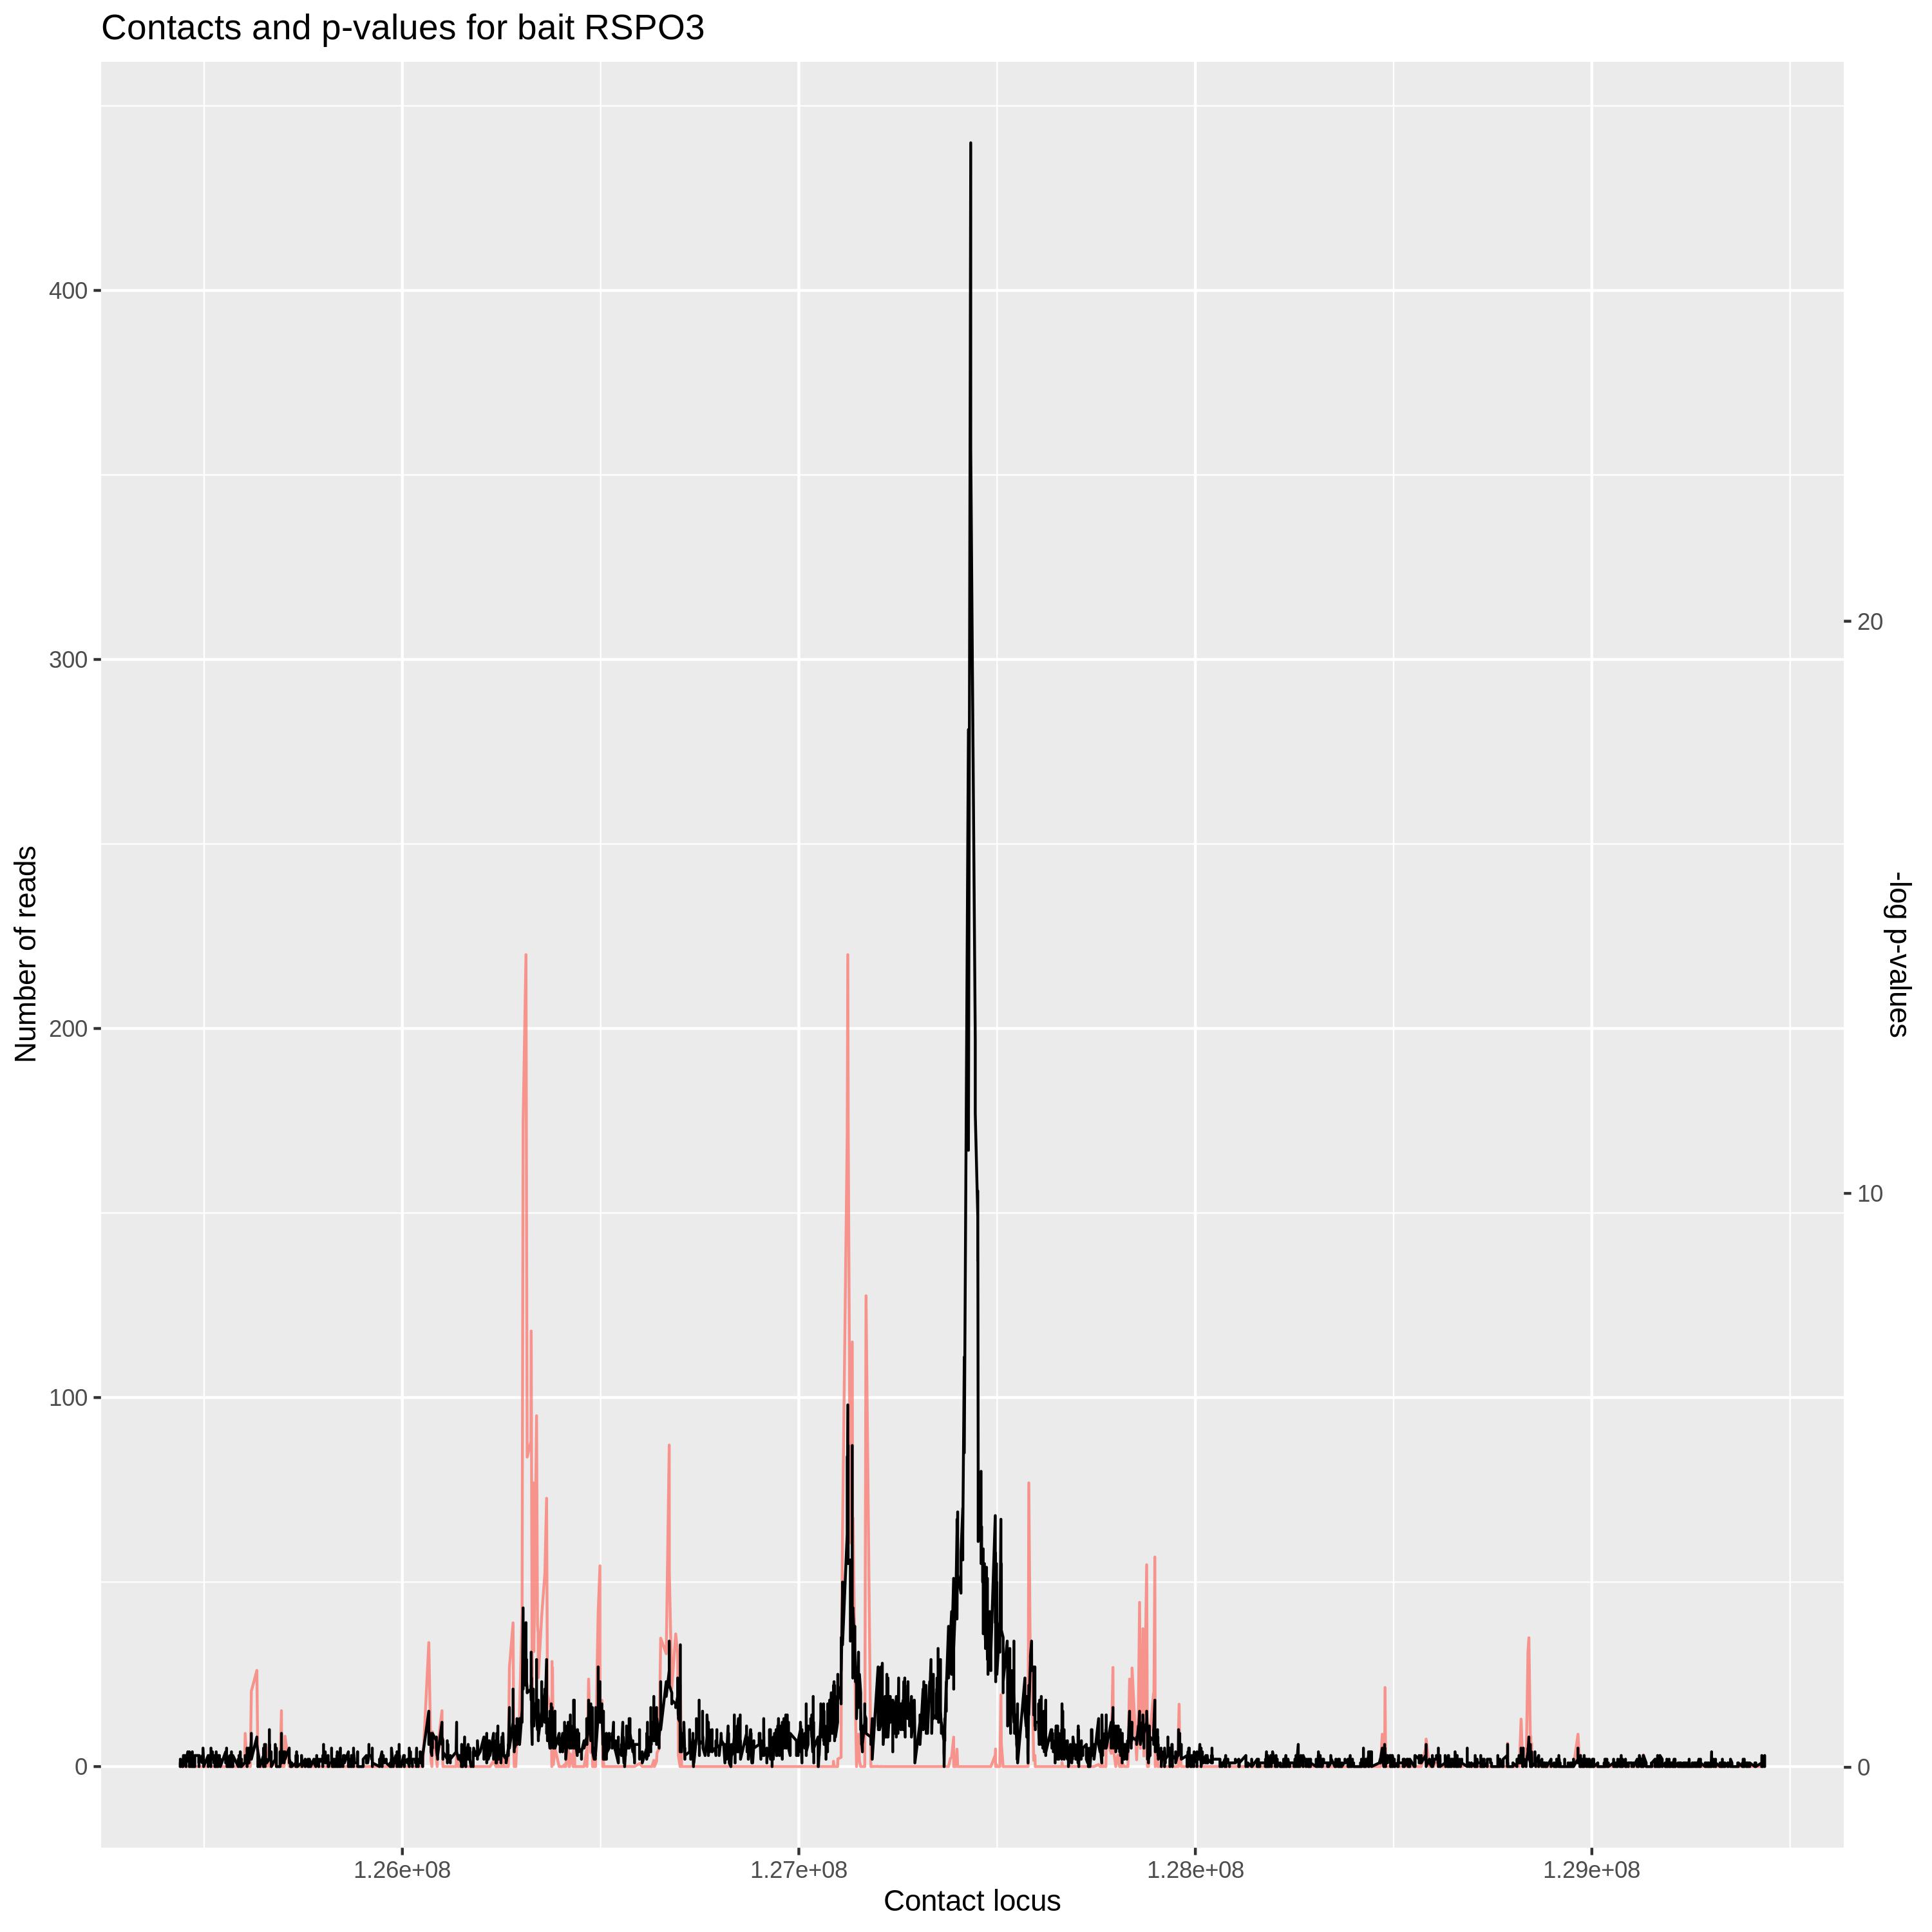 Contacts and p-values for bait RSPO3
400
300
200
100
0
Number of reads
20
10
0
-log p-values
1.26e+08
1.27e+08
1.28e+08
1.29e+08
Contact locus